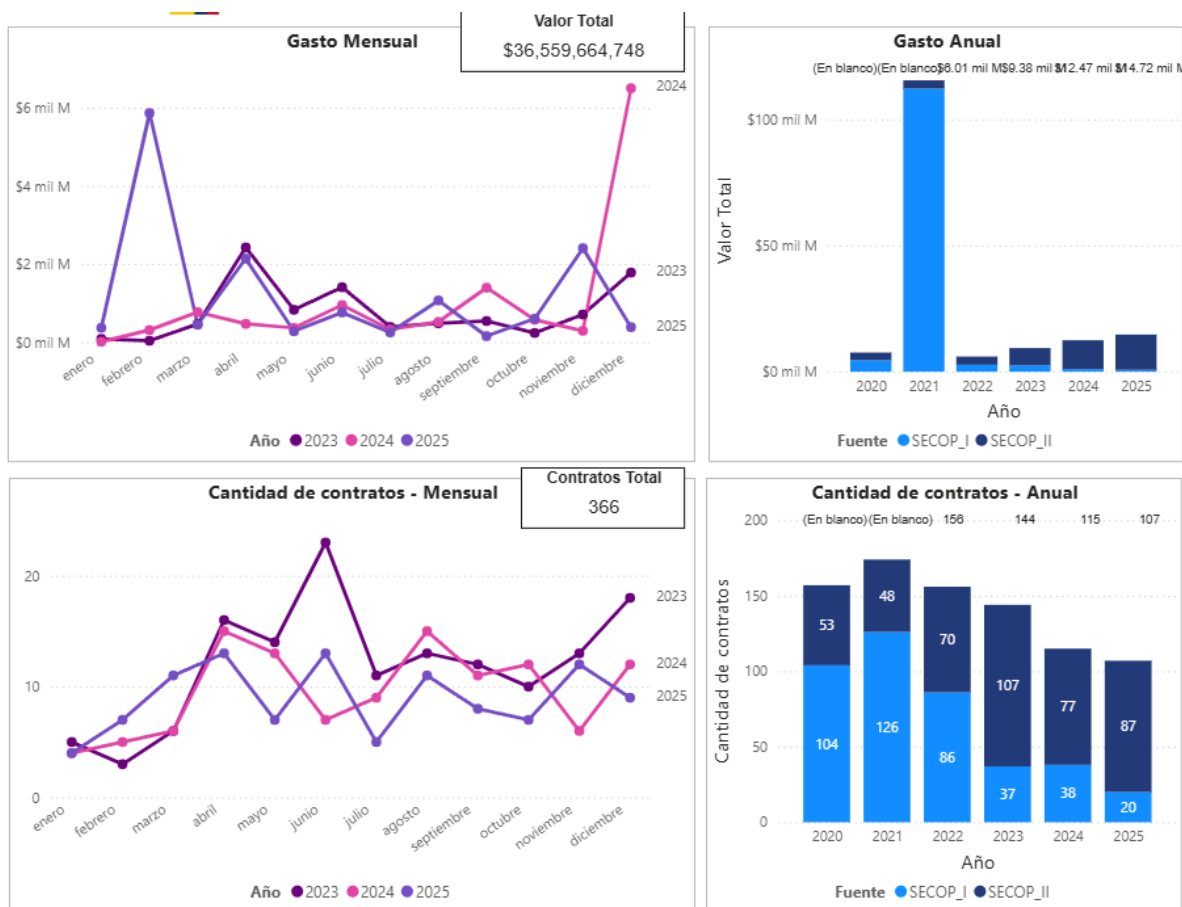 Valor Total
$36,559,664,748
Gasto Mensual
$6 mil M
$4 mil M
$2 mil M
$0 mil M
2024
2023
2025
enero
febrero
marzo
abril
mayo
junio
julio
agosto
septiembre
octubre
noviembre
diciembre
Año 2023 2024 2025
Gasto Anual
(En blanco) (En blanco) $6.01 mil M $9.38 mil M $12.47 mil M $14.72 mil M
Valor Total
$100 mil M
$50 mil M
$0 mil M
2020 2021 2022 2023 2024 2025
Año
Fuente SECOP_I SECOP_II
Contratos Total
366
Cantidad de contratos - Mensual
20
10
0
2023
2024
2025
enero
febrero
marzo
abril
mayo
junio
julio
agosto
septiembre
octubre
noviembre
diciembre
Año 2023 2024 2025
Cantidad de contratos - Anual
(En blanco) (En blanco) 156 144 115 107
Cantidad de contratos
200
150
100
50
0
53 48 70 107 77 87
104 126 86 37 38 20
2020 2021 2022 2023 2024 2025
Año
Fuente SECOP_I SECOP_II